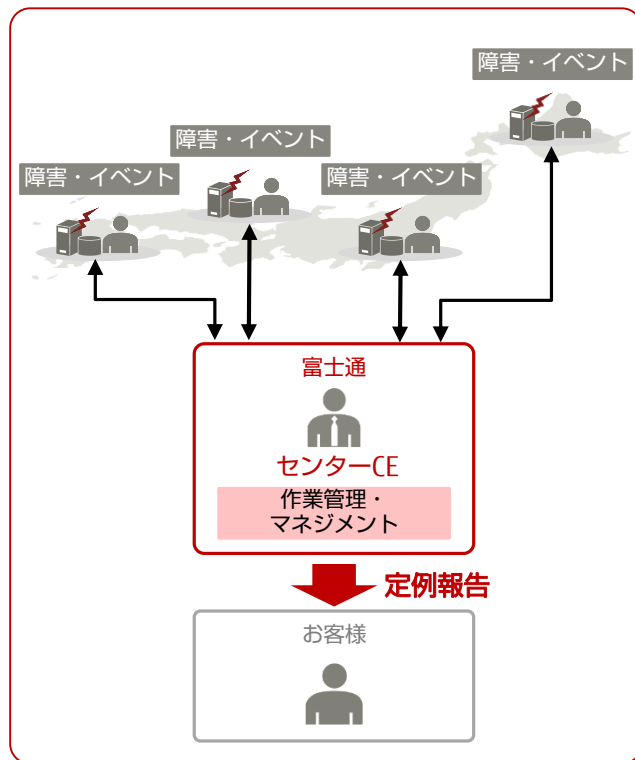 障害・イベント
障害・イベント
障害・イベント
障害・イベント
富士通
センターCE
作業管理・
マネジメント
定例報告
お客様